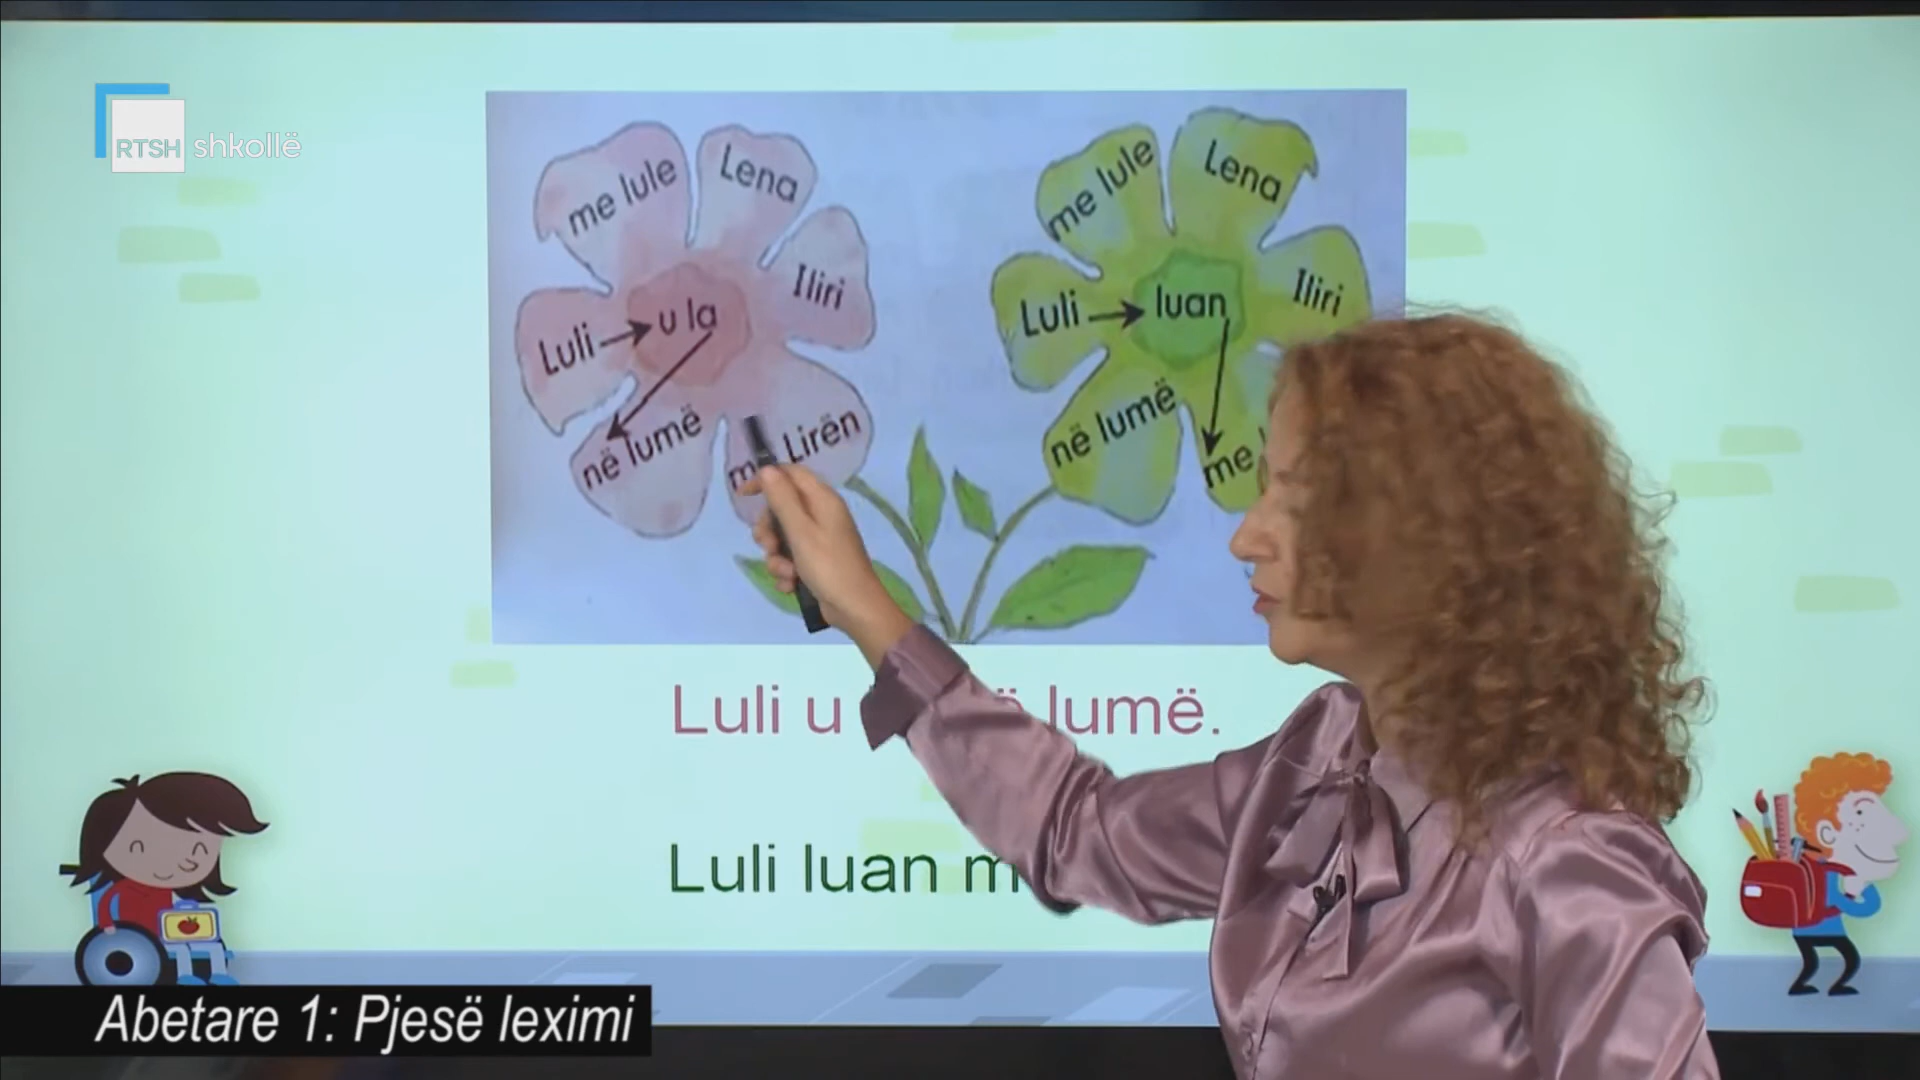 RTSH shkollë
me lule
Lena
Iliri
Luli
u la
në lumë
Lirën
me lule
Lena
Iliri
Luli
luan
në lumë
me
Luli u lumë.
Luli luan
Abetare 1: Pjesë leximi